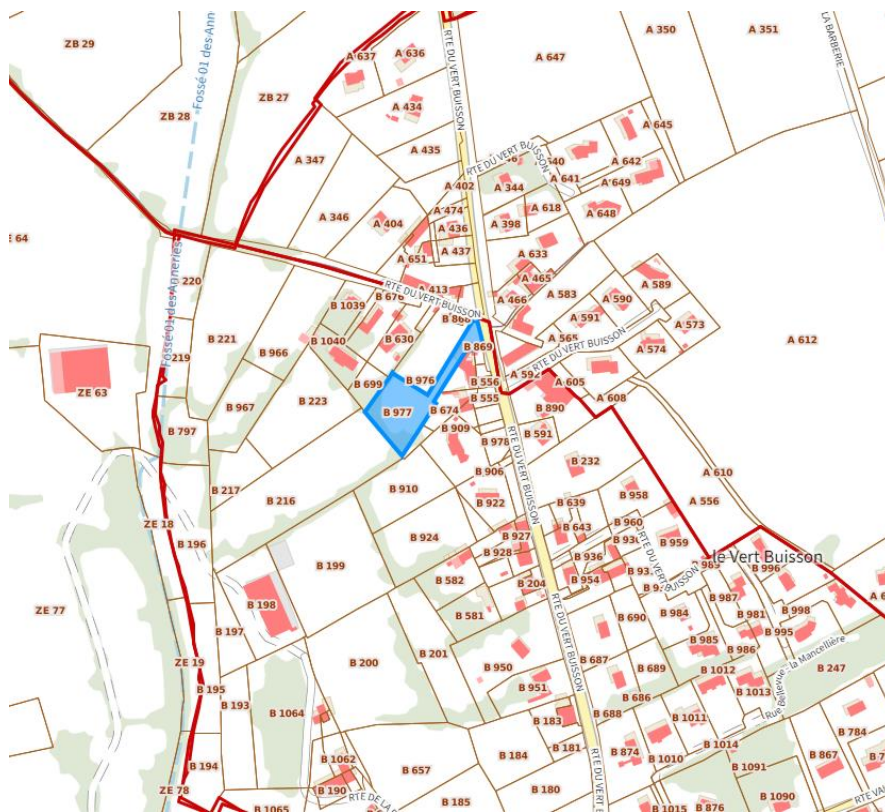 ZB 29
Fossé 01 des Anne
A 637
A 636
A 647
A 350
A 351
LA BARBERIE
RTE DU VERT BUISSON
ZB 27
ZB 28
A 434
A 435
A 645
A 347
RTE DU VERT BUISSON
A 642
A 641
A 649
A 402
A 344
A 346
A 404
A 474
A 436
A 398
A 618
A 648
E 64
Fossé 01 des Anneries
A 437
A 651
A 633
A 465
A 413
RTE DU VERT BUISSON
220
B 676
A 466
A 583
A 589
A 590
B 1039
B 868
A 591
A 573
B 221
B 1040
B 630
B 869
A 565
RTE DU VERT BUISSON
A 574
A 612
219
B 966
B 976
B 556
A 592
A 605
ZE 63
B 699
B 223
B 977
B 674
B 555
A 608
B 967
B 890
B 797
B 909
B 591
B 978
B 232
B 906
A 610
B 217
B 910
B 216
B 922
B 639
B 958
A 556
RTE DU VERT BUISSON
ZE 18
B 960
B 643
B 924
B 927
B 959
B 196
B 928
B 936
RTE DU VERT BUISSON
le Vert Buisson
B 199
B 582
B 954
B 996
B 204
B 987
ZE 77
B 198
B 581
B 690
B 984
B 981
B 998
B 197
B 985
B 995
B 986
ZE 19
B 200
B 201
B 950
B 687
B 689
B 1012
B 247
Rue Bellevue - la Mancellière
B 195
B 951
B 686
B 1013
B 193
B 1064
B 183
B 688
B 1011
RTE DU VERT BUISSON
B 784
B 181
B 874
B 1014
B 1062
B 184
B 1010
B 867
B 194
B 657
B 1091
ZE 78
B 190
B 180
B 1090
B 1065
B 185
B 1015
B 876